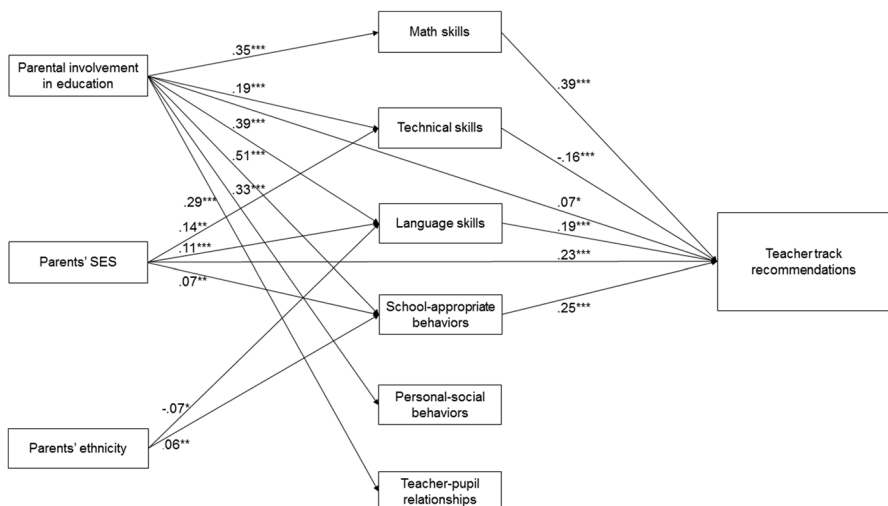 Math skills
.35***
Parental involvement
in education
.39***
.19***
Technical skills
.39***
.51***
-.16***
.33***
.29***
.07*
.14**
Language skills
.19***
.11***
Parents' SES
.23***
Teacher track
recommendations
.07**
School-appropriate
behaviors
.25***
Personal-social
behaviors
-.07*
Parents' ethnicity
.06**
Teacher-pupil
relationships